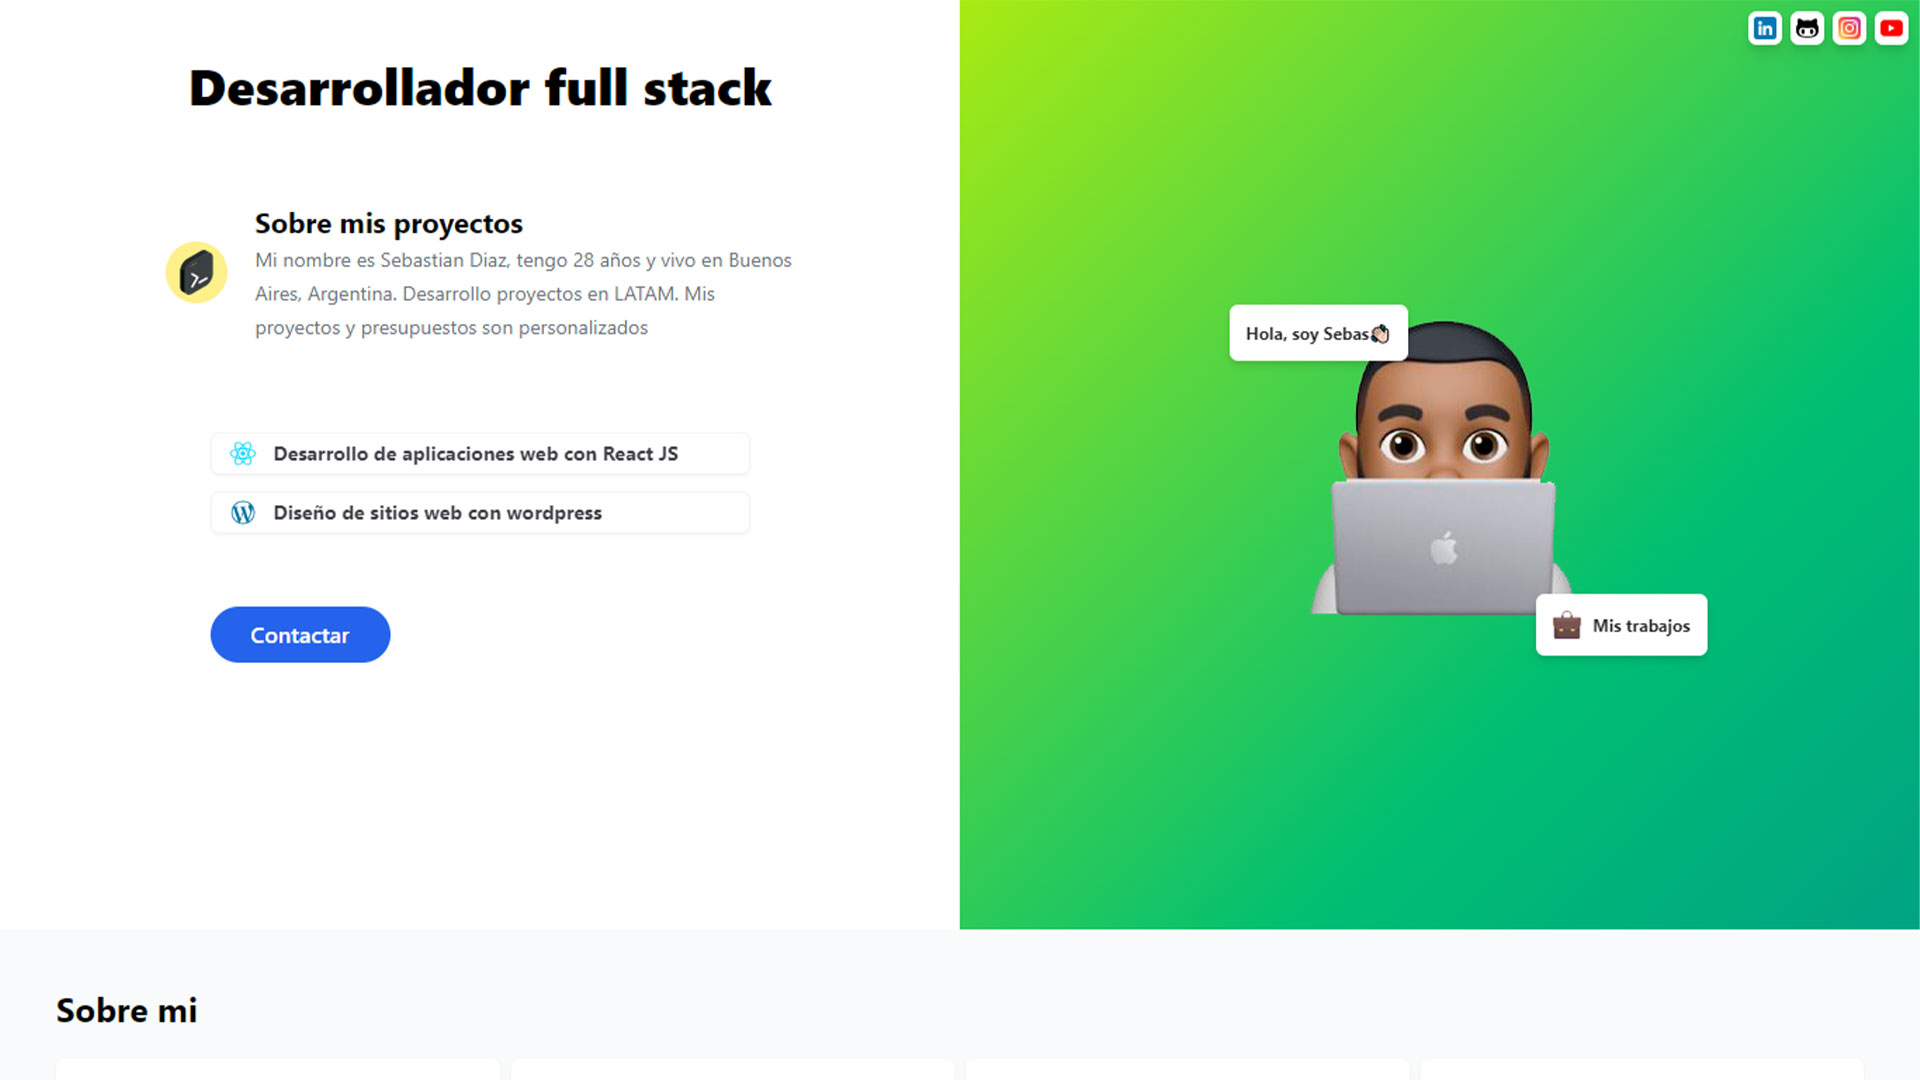 Desarrollador full stack
Sobre mis proyectos
Mi nombre es Sebastian Diaz, tengo 28 años y vivo en Buenos
Aires, Argentina. Desarrollo proyectos en LATAM. Mis
proyectos y presupuestos son personalizados
Desarrollo de aplicaciones web con React JS
Diseño de sitios web con wordpress
Contactar
in
Hola, soy Sebas👋🏻
Mis trabajos
Sobre mi